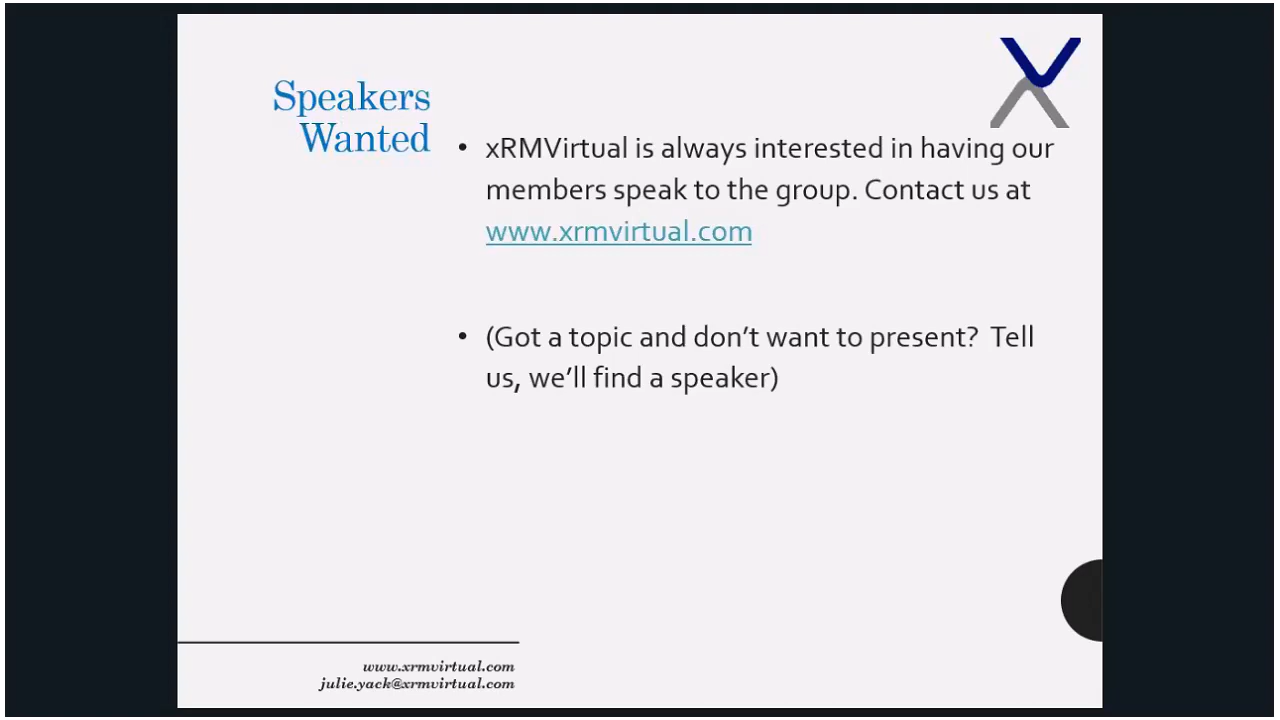 Speakers
Wanted
• xRMVirtual is always interested in having our
members speak to the group. Contact us at
www.xrmvirtual.com
• (Got a topic and don’t want to present?  Tell
us, we’ll find a speaker)
www.xrmvirtual.com
julie.yack@xrmvirtual.com